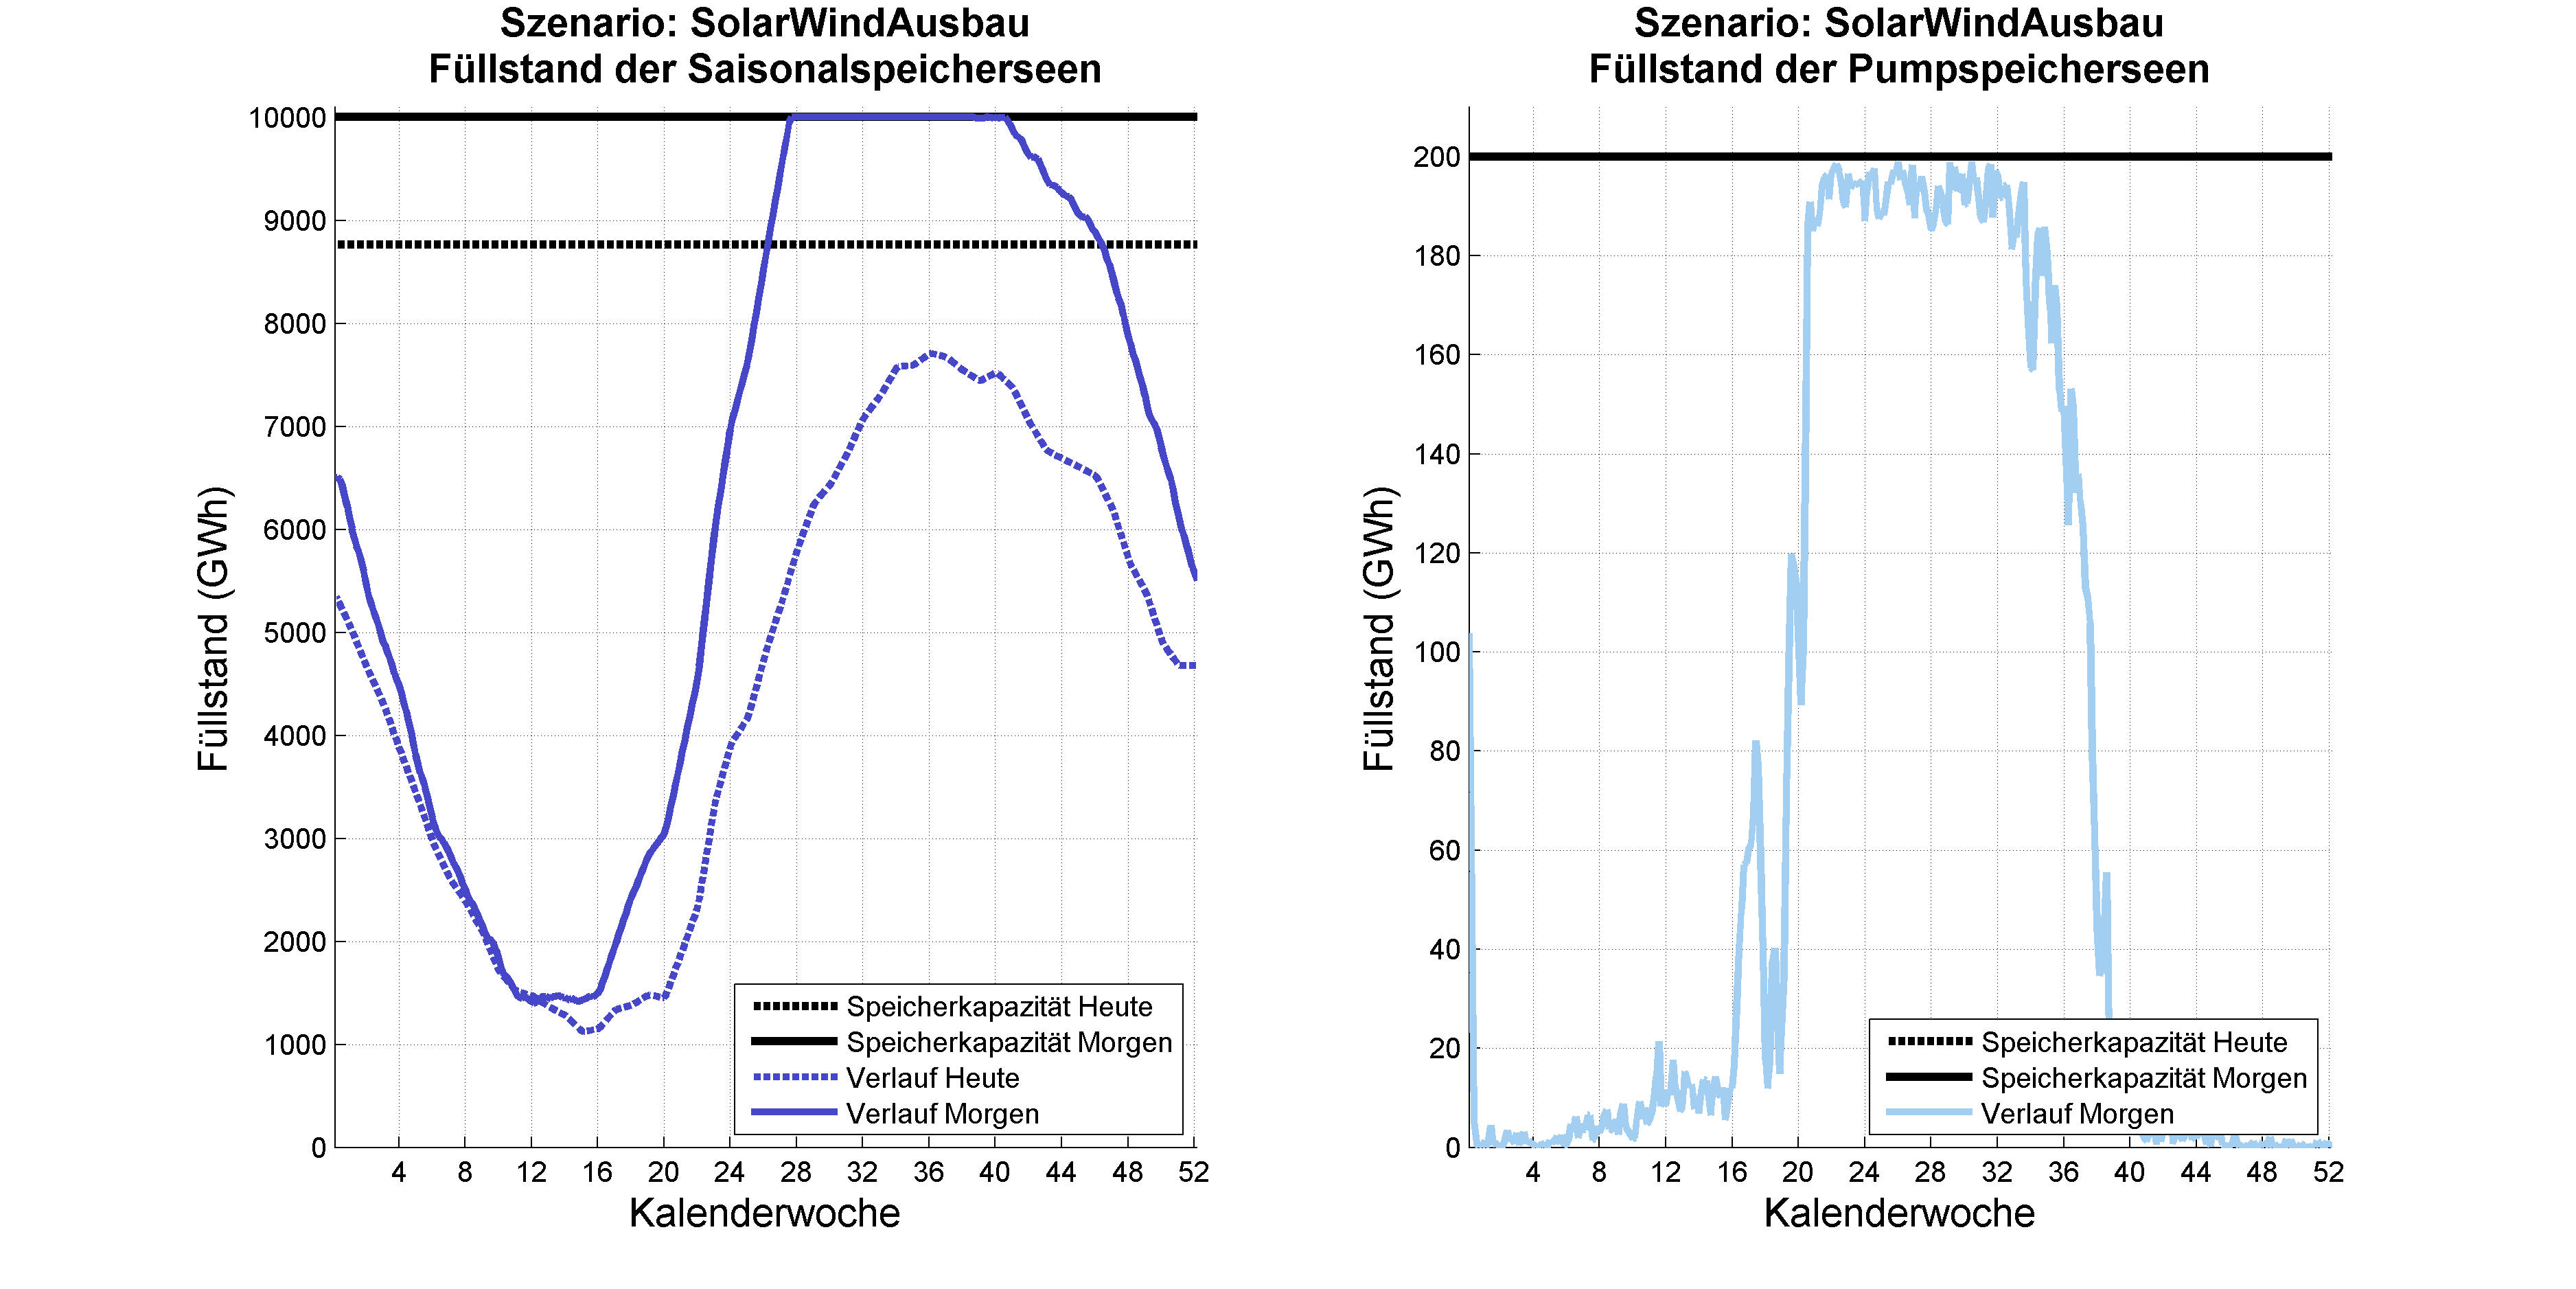 Szenario: SolarWindAusbau
Füllstand der Saisonalspeicherseen
10000
9000
8000
7000
6000
5000
4000
3000
2000
1000
0
Füllstand (GWh)
4 8 12 16 20 24 28 32 36 40 44 48 52
Kalenderwoche
Speicherkapazität Heute
Speicherkapazität Morgen
Verlauf Heute
Verlauf Morgen
Szenario: SolarWindAusbau
Füllstand der Pumpspeicherseen
200
180
160
140
120
100
80
60
40
20
0
Füllstand (GWh)
4 8 12 16 20 24 28 32 36 40 44 48 52
Kalenderwoche
Speicherkapazität Heute
Speicherkapazität Morgen
Verlauf Morgen